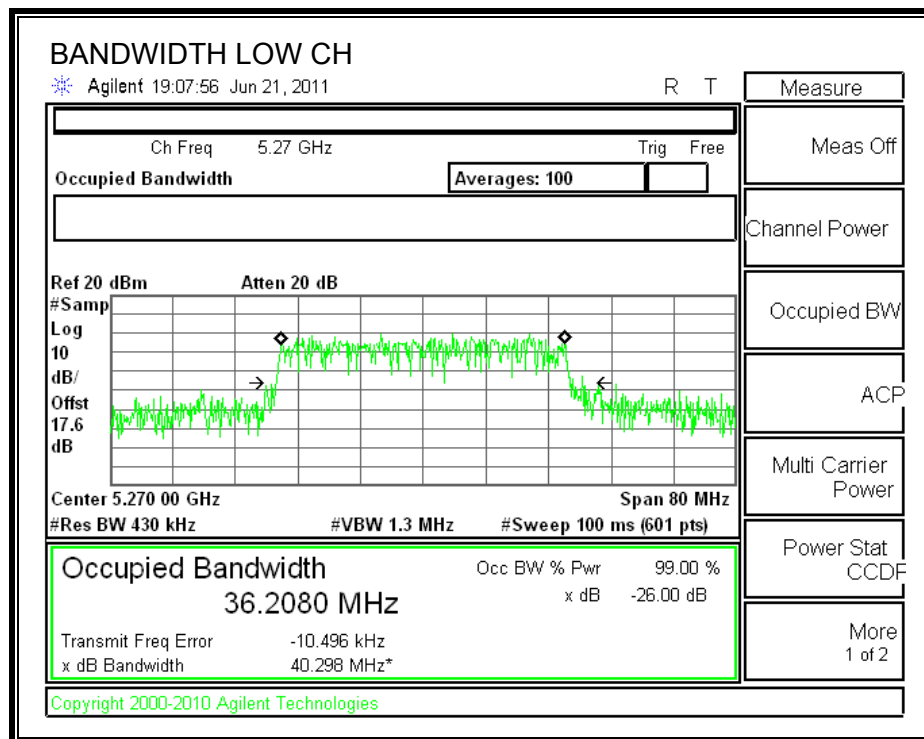 BANDWIDTH LOW CH
Agilent 19:07:56 Jun 21, 2011
R T
Measure
Ch Freq 5.27 GHz
Trig Free
Meas Off
Occupied Bandwidth
Averages: 100
Channel Power
Ref 20 dBm
Atten 20 dB
#Samp
Log
10
dB/
Offst
17.6
dB
Occupied BW
ACP
Center 5.270 00 GHz
Span 80 MHz
#Res BW 430 kHz
#VBW 1.3 MHz
#Sweep 100 ms (601 pts)
Multi Carrier
Power
Occupied Bandwidth
36.2080 MHz
Occ BW % Pwr 99.00 %
x dB -26.00 dB
Transmit Freq Error -10.496 kHz
x dB Bandwidth 40.298 MHz*
Power Stat
CCDF
More
1 of 2
Copyright 2000-2010 Agilent Technologies